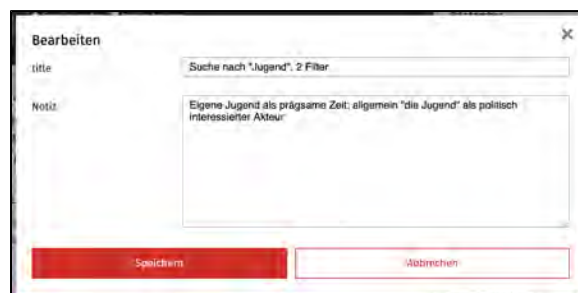 Bearbeiten
title
Suche nach "Jugend", 2 Filter
Notiz
Eigene Jugend als prägsame Zeit; allgemein "die Jugend" als politisch
interessierter Akteur
Speichern
Abbrechen